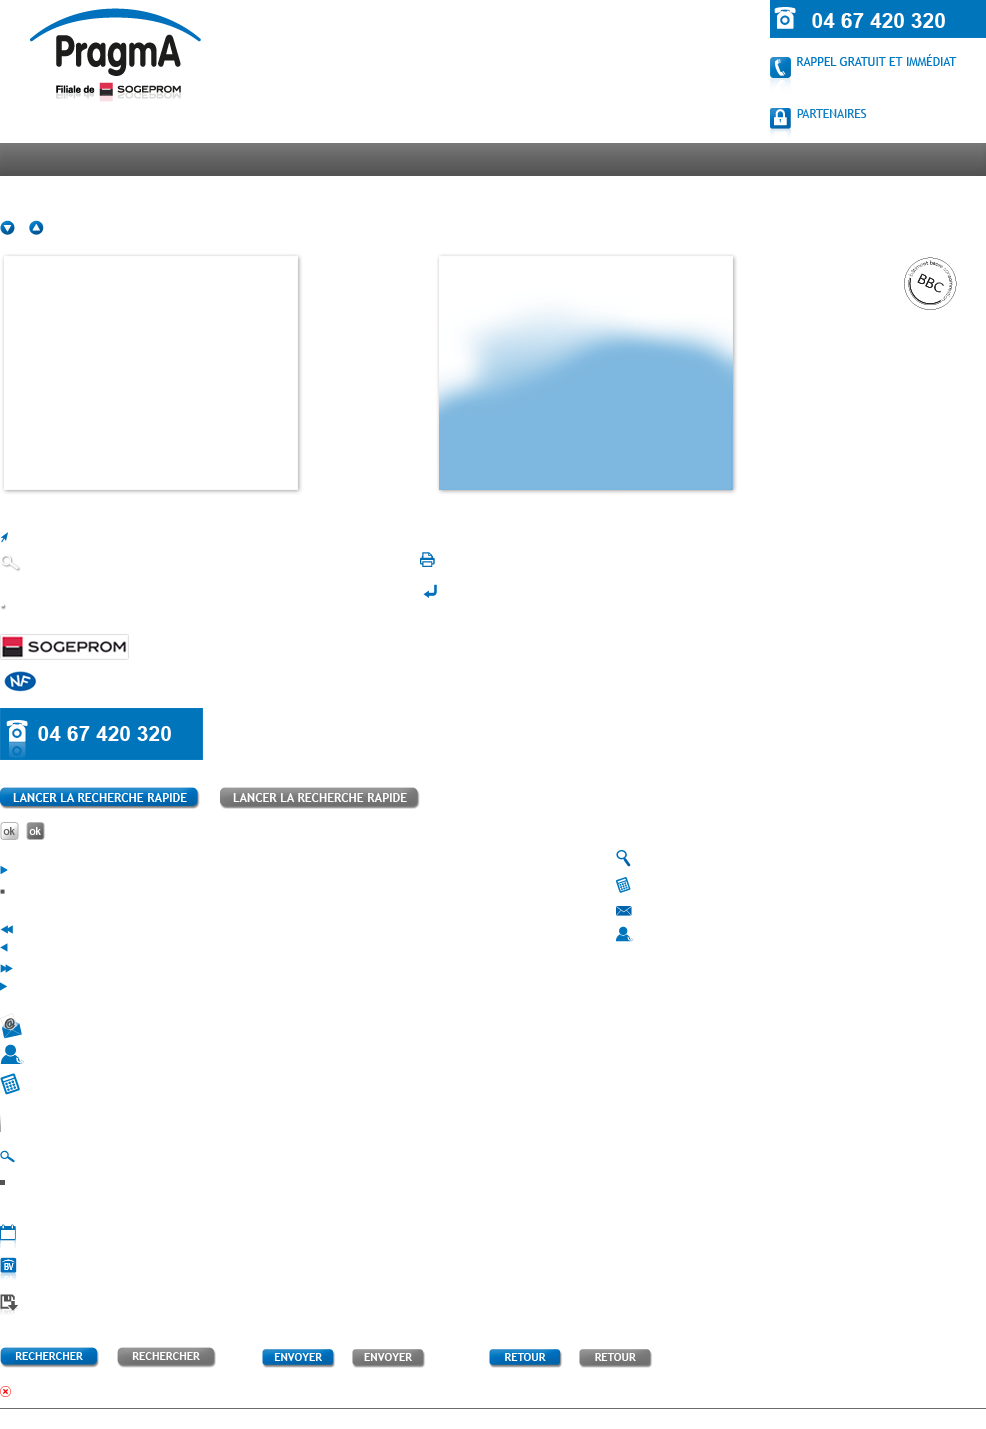 04 67 420 320
PragmA
Filiale de SOGEPROM
RAPPEL GRATUIT ET IMMÉDIAT
PARTENAIRES
BBC
SOGEPROM
NF
04 67 420 320
LANCER LA RECHERCHE RAPIDE LANCER LA RECHERCHE RAPIDE
ok ok
@
BV
RECHERCHER RECHERCHER ENVOYER ENVOYER RETOUR RETOUR